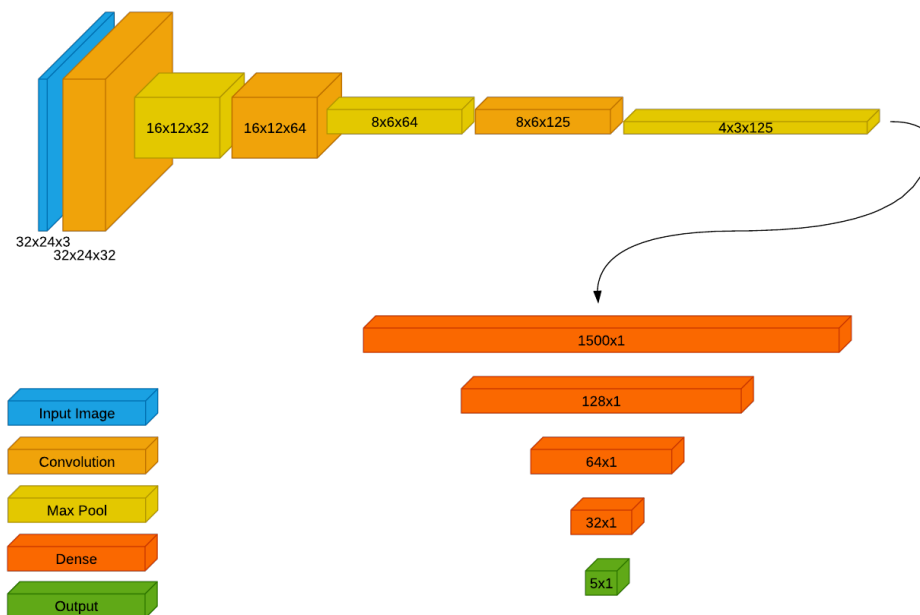 16x12x32
16x12x64
8x6x64
8x6x125
4x3x125
32x24x3
32x24x32
1500x1
128x1
64x1
32x1
5x1
Input Image
Convolution
Max Pool
Dense
Output